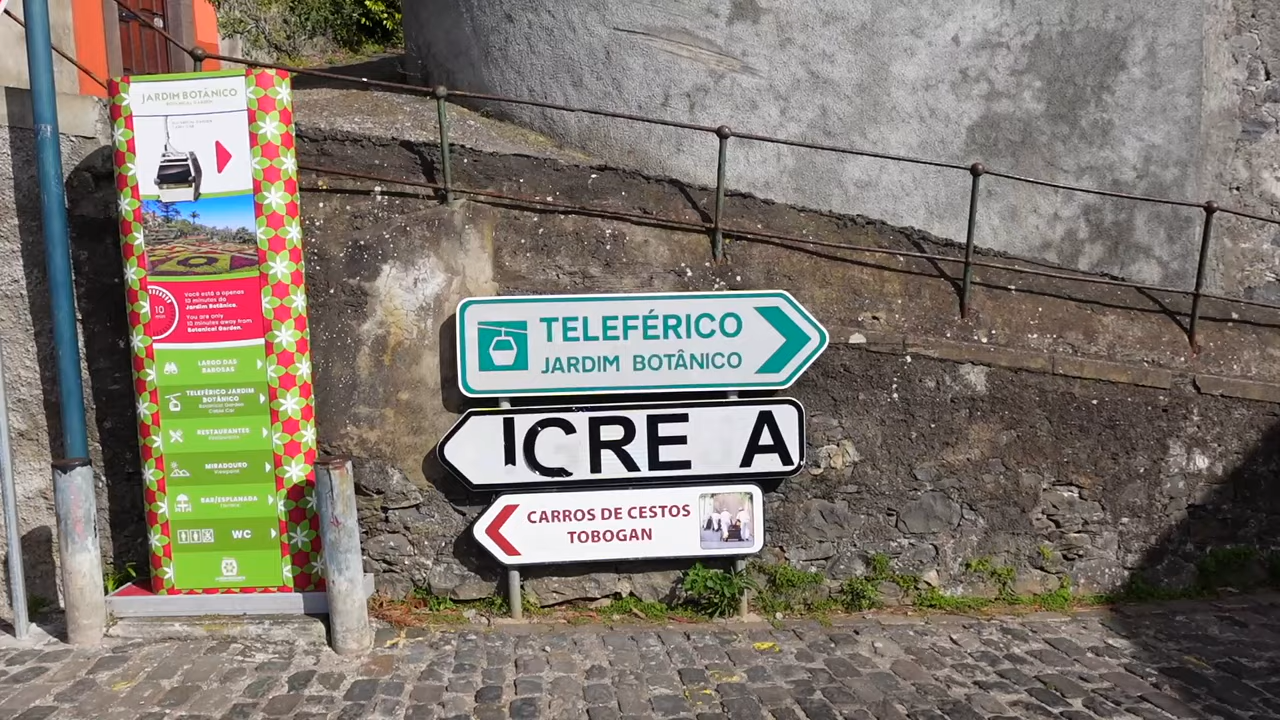 JARDIM BOTÂNICO
BOTANICAL GARDEN
10
min
Você está a apenas
10 minutos do
Jardim Botânico.
You are only
10 minutes away from
Botanical Garden.
LARGO DAS
BABOSAS
TELEFÉRICO JARDIM
BOTÂNICO
Botanical Garden
Cable Car
RESTAURANTES
Restaurants
MIRADOURO
Viewpoint
BAR/ESPLANADA
WC
TELEFÉRICO
JARDIM BOTÂNICO
ICRE A
CARROS DE CESTOS
TOBOGAN